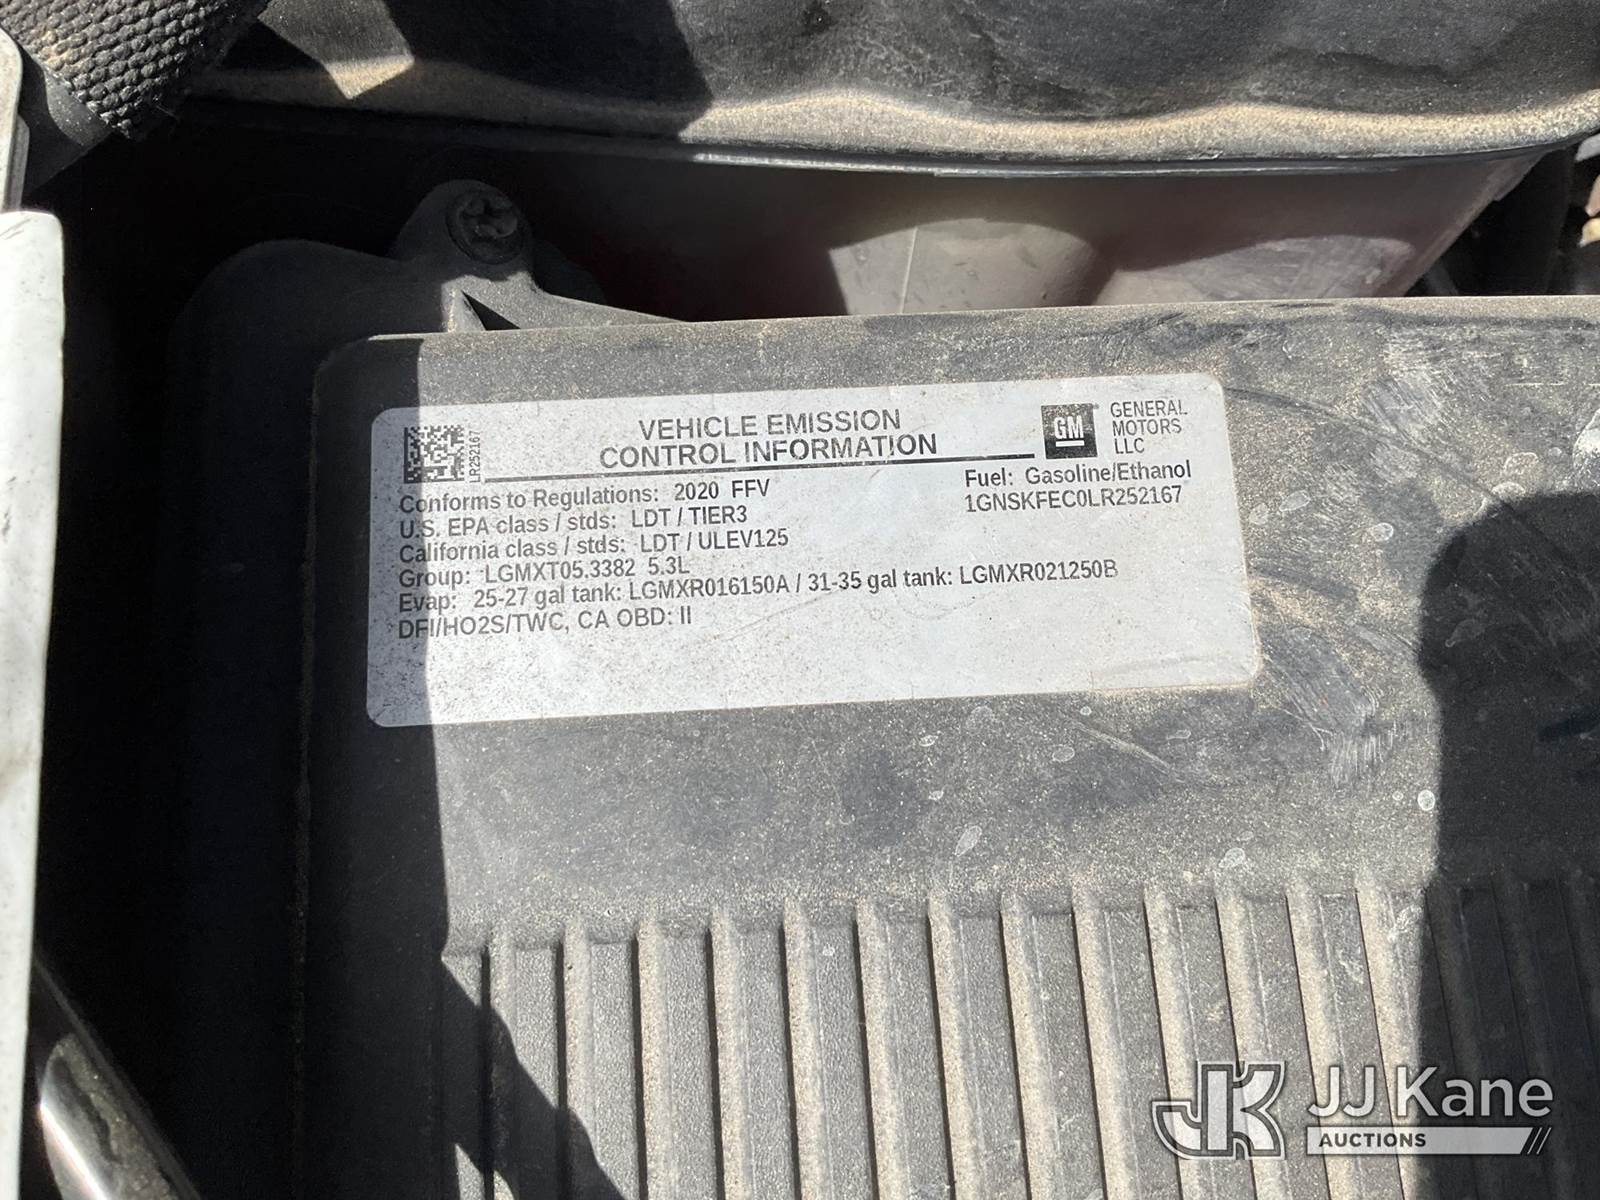 VEHICLE EMISSION
CONTROL INFORMATION
GM
GENERAL
MOTORS
LLC
LR252167
Conforms to Regulations: 2020 FFV
Fuel: Gasoline/Ethanol
U.S. EPA class / stds: LDT / TIER3
1GNSKFEC0LR252167
California class / stds: LDT / ULEV125
Group: LGMXT05.3382 5.3L
Evap: 25-27 gal tank: LGMXR016150A / 31-35 gal tank: LGMXR021250B
DFI/HO2S/TWC, CA OBD: II
JK JJ Kane
AUCTIONS